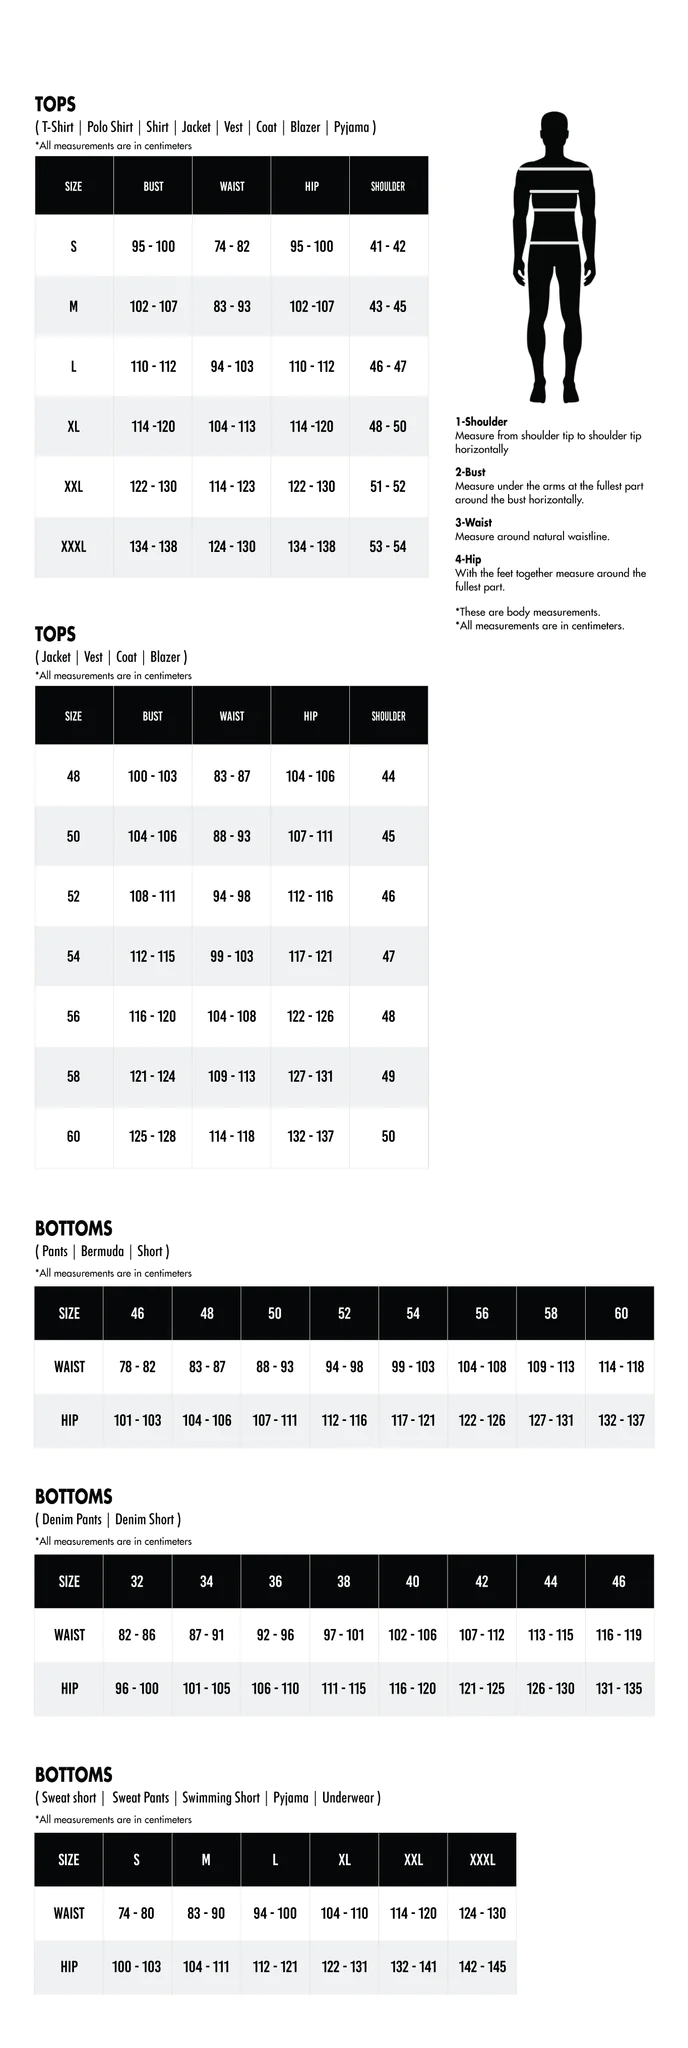 TOPS
( T-Shirt | Polo Shirt | Shirt | Jacket | Vest | Coat | Blazer | Pyjama )
*All measurements are in centimeters
SIZE BUST WAIST HIP SHOULDER
S 95 - 100 74 - 82 95 - 100 41 - 42
M 102 - 107 83 - 93 102 -107 43 - 45
L 110 - 112 94 - 103 110 - 112 46 - 47
XL 114 -120 104 - 113 114 -120 48 - 50
XXL 122 - 130 114 - 123 122 - 130 51 - 52
XXXL 134 - 138 124 - 130 134 - 138 53 - 54
1-Shoulder
Measure from shoulder tip to shoulder tip
horizontally
2-Bust
Measure under the arms at the fullest part
around the bust horizontally.
3-Waist
Measure around natural waistline.
4-Hip
With the feet together measure around the
fullest part.
*These are body measurements.
*All measurements are in centimeters.
TOPS
( Jacket | Vest | Coat | Blazer )
*All measurements are in centimeters
SIZE BUST WAIST HIP SHOULDER
48 100 - 103 83 - 87 104 - 106 44
50 104 - 106 88 - 93 107 - 111 45
52 108 - 111 94 - 98 112 - 116 46
54 112 - 115 99 - 103 117 - 121 47
56 116 - 120 104 - 108 122 - 126 48
58 121 - 124 109 - 113 127 - 131 49
60 125 - 128 114 - 118 132 - 137 50
BOTTOMS
( Pants | Bermuda | Short )
*All measurements are in centimeters
SIZE 46 48 50 52 54 56 58 60
WAIST 78 - 82 83 - 87 88 - 93 94 - 98 99 - 103 104 - 108 109 - 113 114 - 118
HIP 101 - 103 104 - 106 107 - 111 112 - 116 117 - 121 122 - 126 127 - 131 132 - 137
BOTTOMS
( Denim Pants | Denim Short )
*All measurements are in centimeters
SIZE 32 34 36 38 40 42 44 46
WAIST 82 - 86 87 - 91 92 - 96 97 - 101 102 - 106 107 - 112 113 - 115 116 - 119
HIP 96 - 100 101 - 105 106 - 110 111 - 115 116 - 120 121 - 125 126 - 130 131 - 135
BOTTOMS
( Sweat short | Sweat Pants | Swimming Short | Pyjama | Underwear )
*All measurements are in centimeters
SIZE S M L XL XXL XXXL
WAIST 74 - 80 83 - 90 94 - 100 104 - 110 114 - 120 124 - 130
HIP 100 - 103 104 - 111 112 - 121 122 - 131 132 - 141 142 - 145